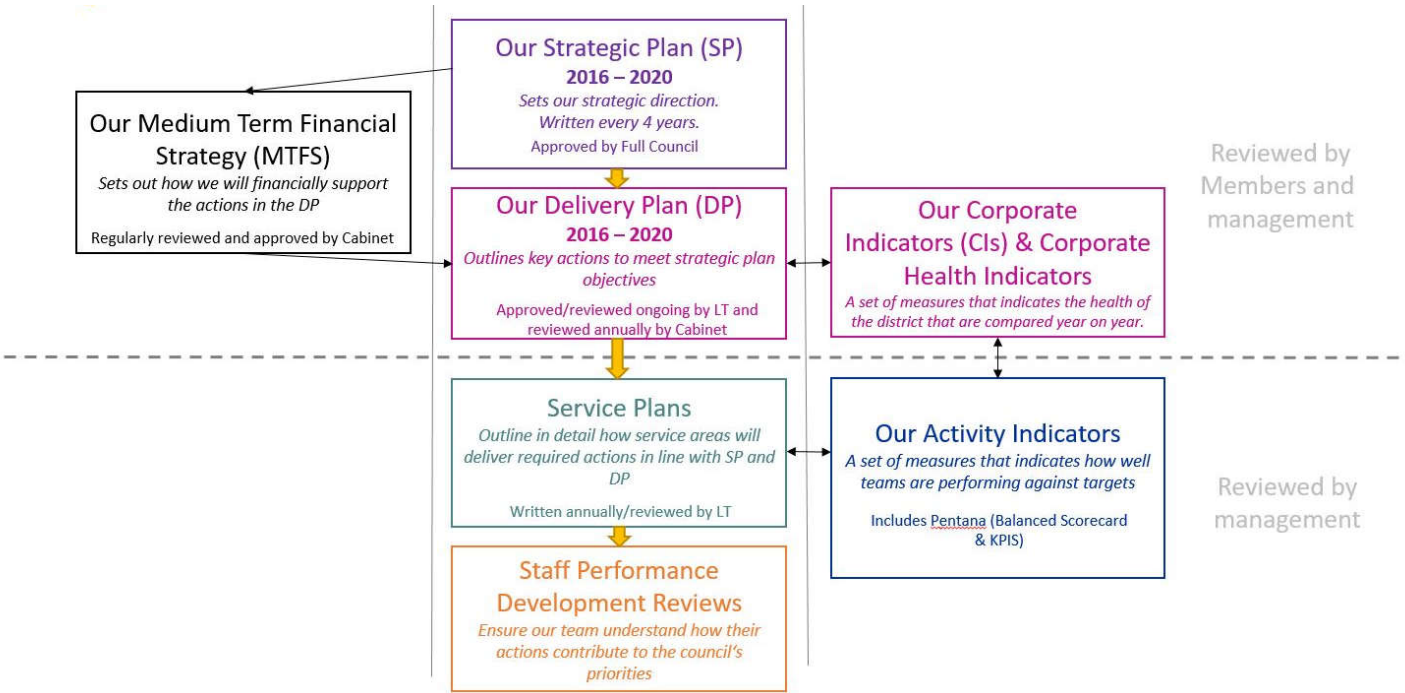 Our Strategic Plan (SP)
2016 – 2020
Sets our strategic direction.
Written every 4 years.
Approved by Full Council
Our Medium Term Financial
Strategy (MTFS)
Sets out how we will financially support
the actions in the DP
Regularly reviewed and approved by Cabinet
Our Delivery Plan (DP)
2016 – 2020
Outlines key actions to meet strategic plan
objectives
Approved/reviewed ongoing by LT and
reviewed annually by Cabinet
Our Corporate
Indicators (CIs) & Corporate
Health Indicators
A set of measures that indicates the health of
the district that are compared year on year.
Reviewed by
Members and
management
Service Plans
Outline in detail how service areas will
deliver required actions in line with SP and
DP
Written annually/reviewed by LT
Our Activity Indicators
A set of measures that indicates how well
teams are performing against targets
Includes Pentana (Balanced Scorecard
& KPIS)
Reviewed by
management
Staff Performance
Development Reviews
Ensure our team understand how their
actions contribute to the council‘s
priorities